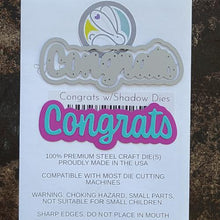 Congrats
Congrats w/Shadow Dies
Congrats
100% PREMIUM STEEL CRAFT DIE(S)
PROUDLY MADE IN THE USA
COMPATIBLE WITH MOST DIE CUTTING
MACHINES
WARNING: CHOKING HAZARD, SMALL PARTS,
NOT SUITABLE FOR SMALL CHILDREN.
SHARP EDGES, DO NOT PLACE IN MOUTH